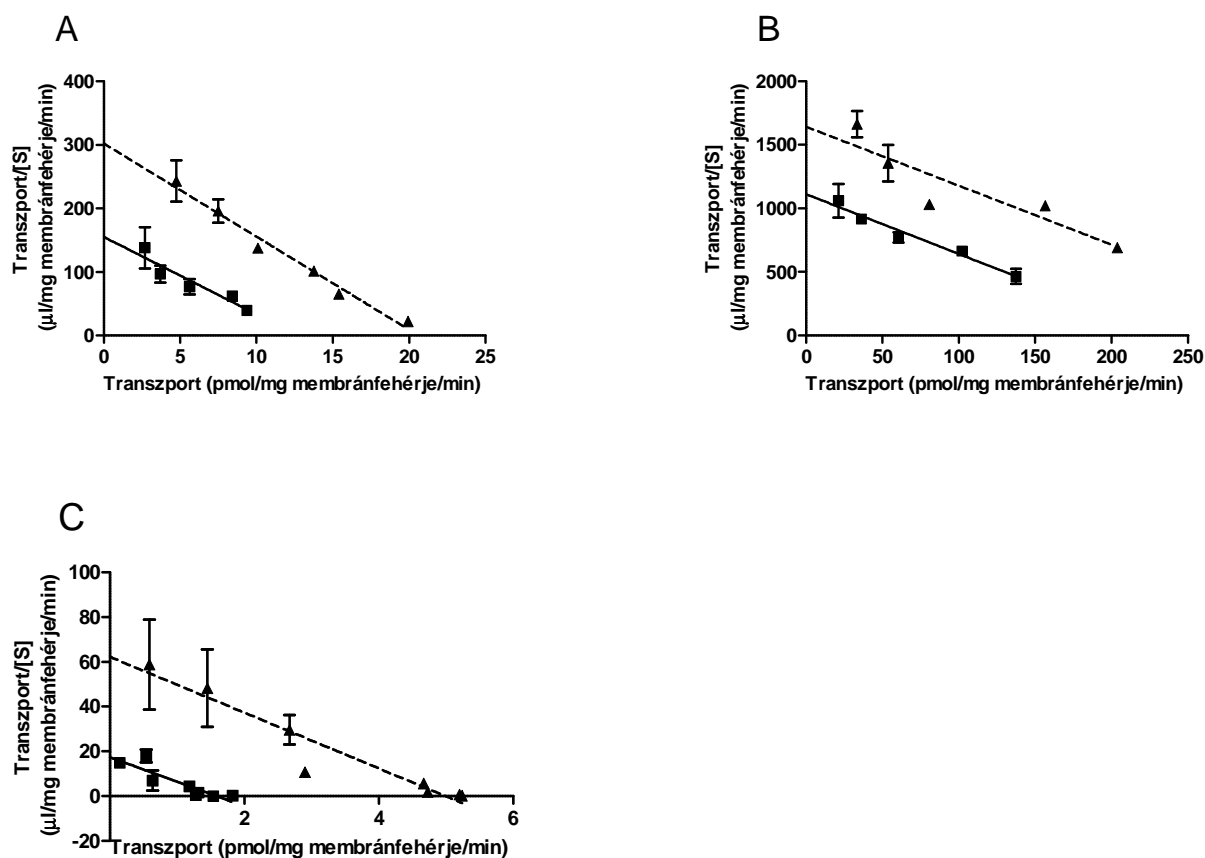 A
Transzport/[S]
(μl/mg membránfehérje/min)
400
300
200
100
0
0 5 10 15 20 25
Transzport (pmol/mg membránfehérje/min)
B
Transzport/[S]
(μl/mg membránfehérje/min)
2000
1500
1000
500
0
0 50 100 150 200 250
Transzport (pmol/mg membránfehérje/min)
C
Transzport/[S]
(μl/mg membránfehérje/min)
100
80
60
40
20
0
-20
2 4 6
Transzport (pmol/mg membránfehérje/min)